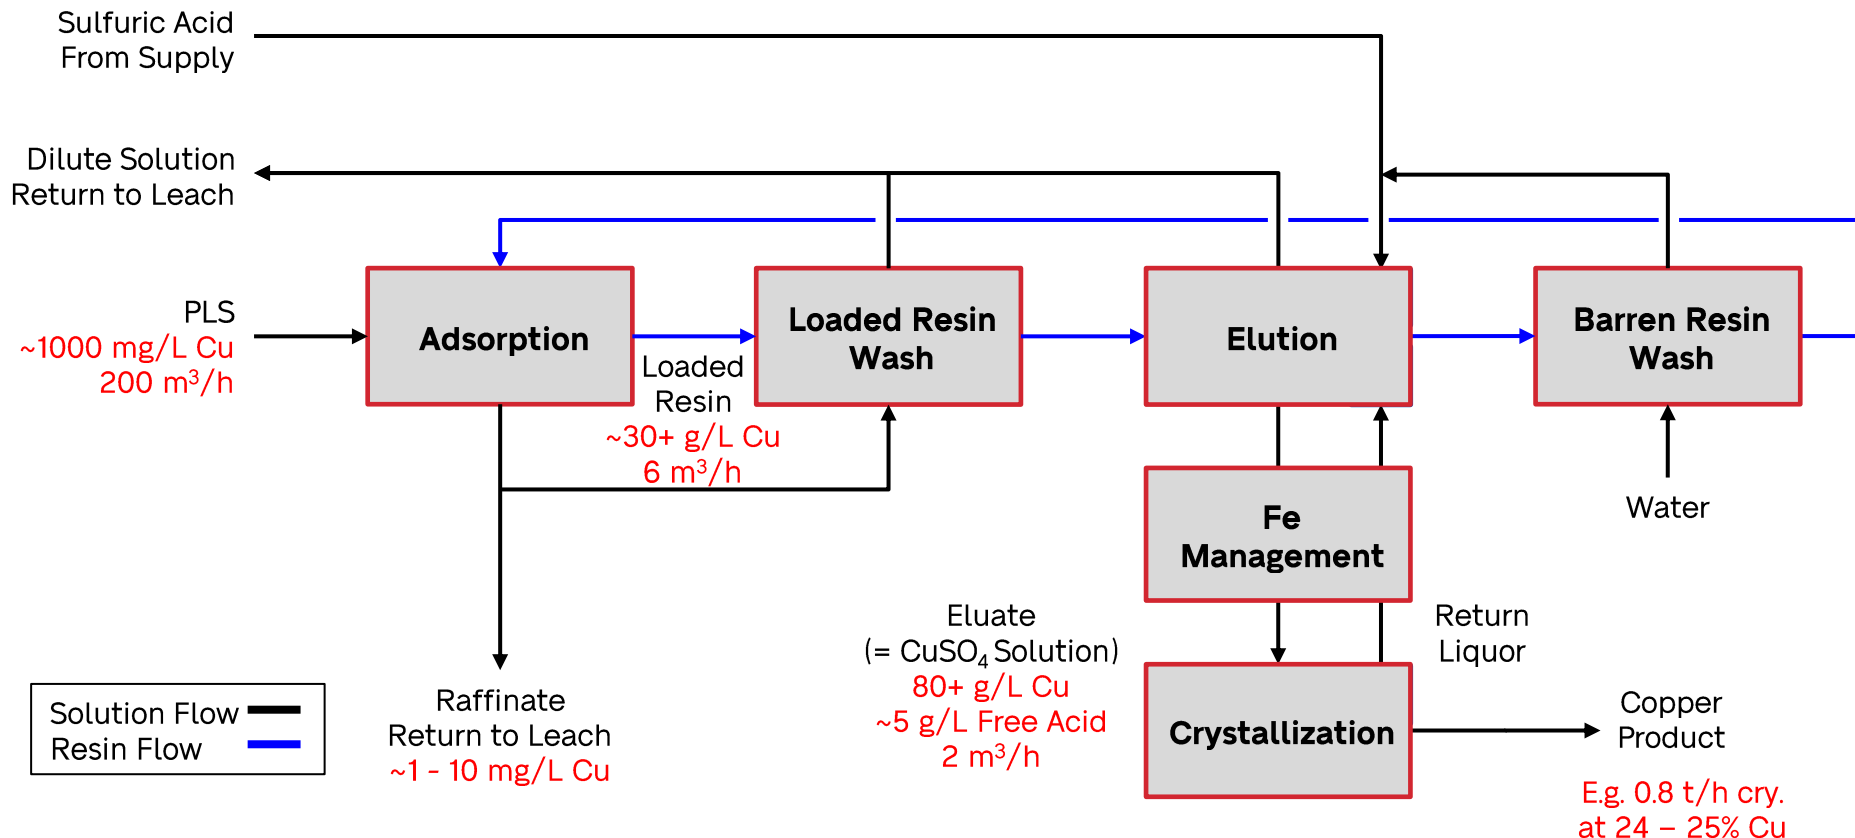 Sulfuric Acid
From Supply
Dilute Solution
Return to Leach
PLS
~1000 mg/L Cu
200 m³/h
Adsorption
Loaded
Resin
~30+ g/L Cu
6 m³/h
Loaded Resin
Wash
Elution
Barren Resin
Wash
Water
Fe
Management
Eluate
(= CuSO₄ Solution)
80+ g/L Cu
~5 g/L Free Acid
2 m³/h
Return
Liquor
Crystallization
Copper
Product
E.g. 0.8 t/h cry.
at 24 – 25% Cu
Raffinate
Return to Leach
~1 - 10 mg/L Cu
Solution Flow
Resin Flow